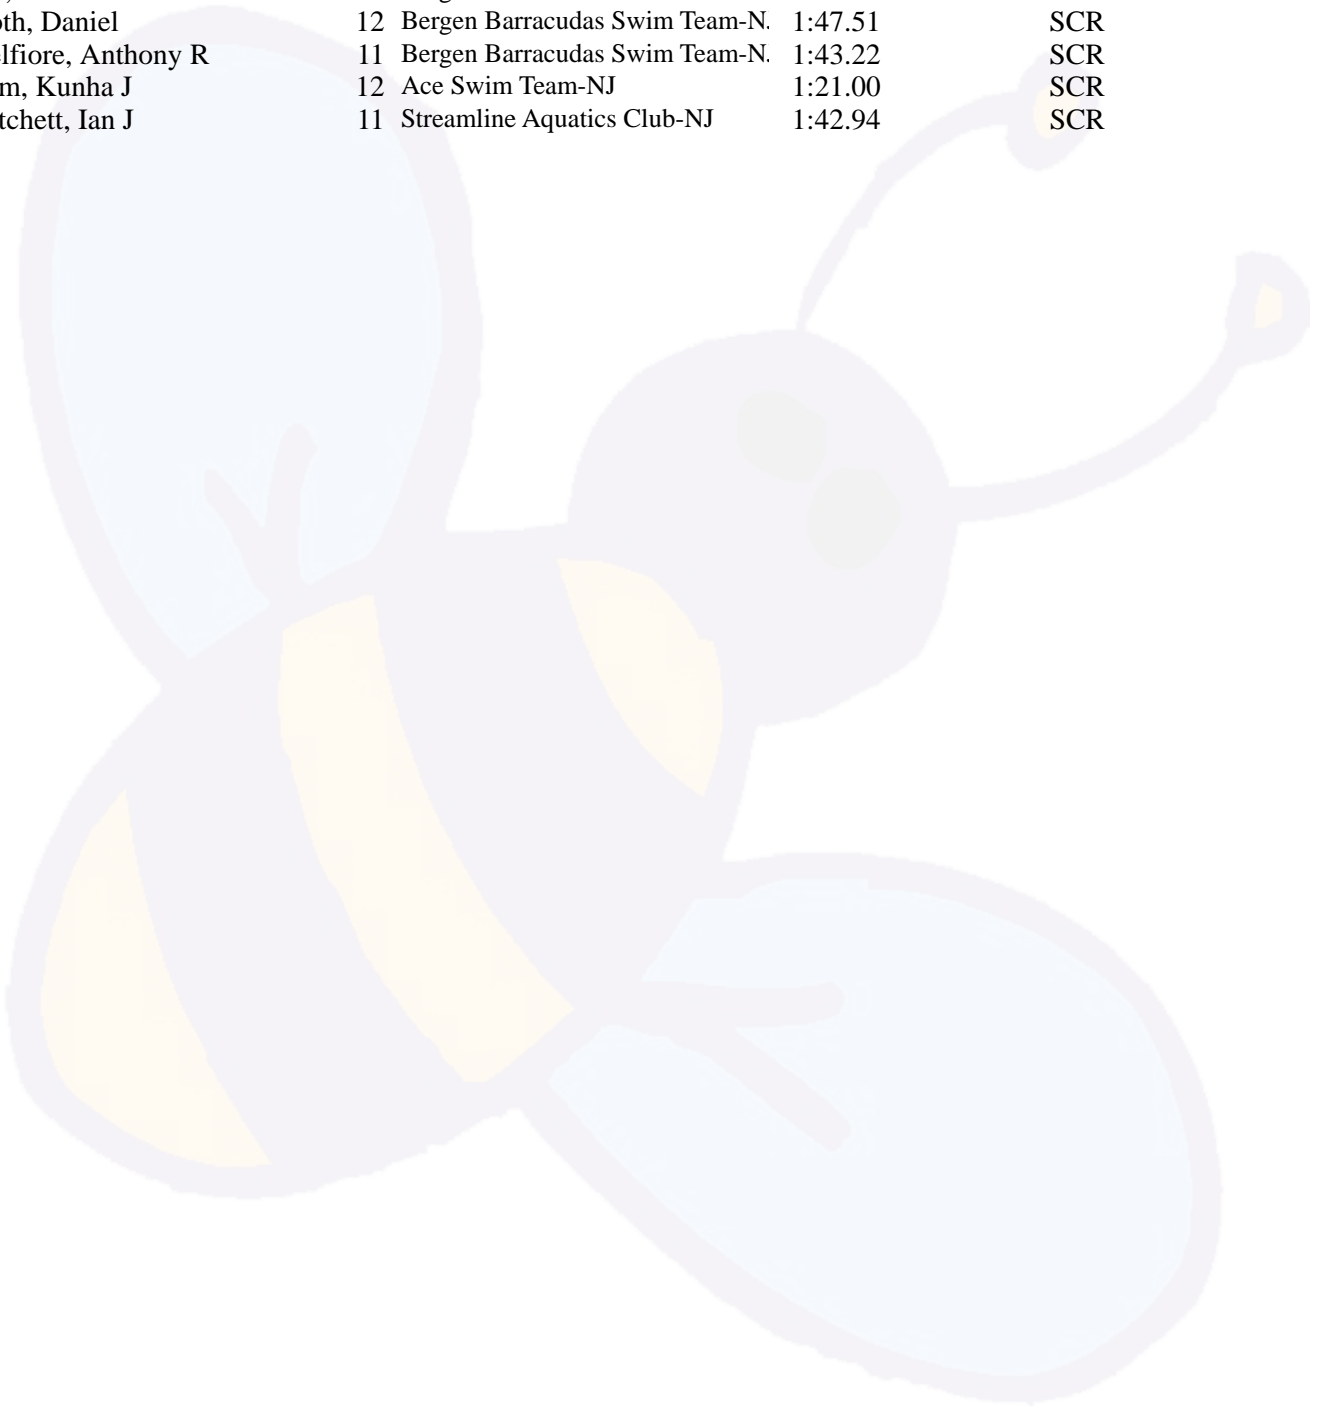 oth, Daniel 12 Bergen Barracudas Swim Team-N. 1:47.51 SCR
elfiore, Anthony R 11 Bergen Barracudas Swim Team-N. 1:43.22 SCR
m, Kunha J 12 Ace Swim Team-NJ 1:21.00 SCR
tchett, Ian J 11 Streamline Aquatics Club-NJ 1:42.94 SCR